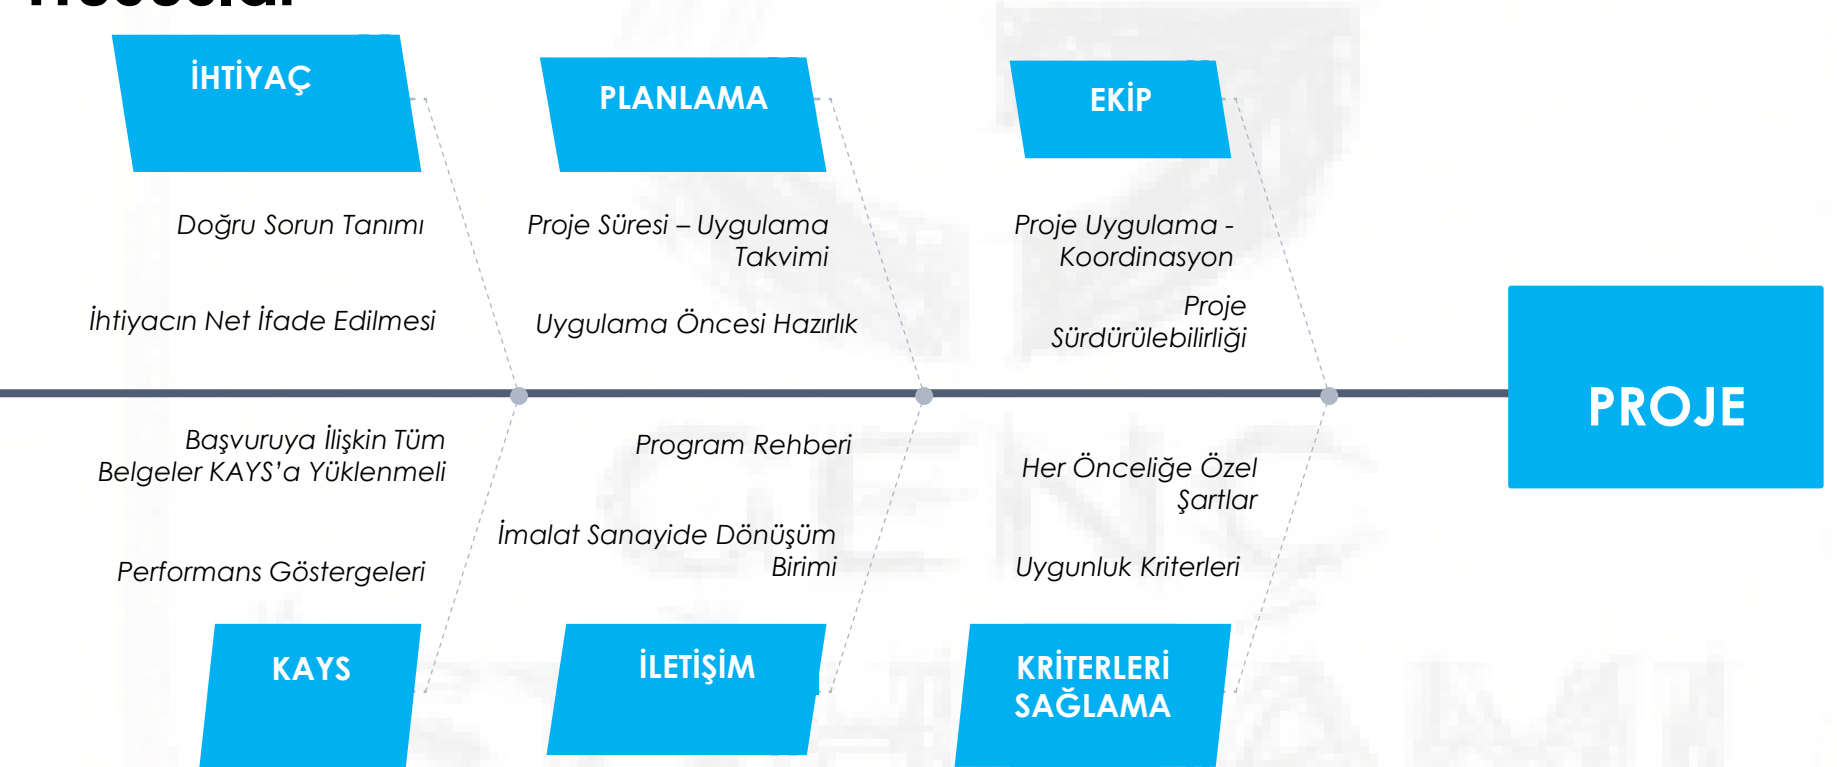 İHTİYAÇ
PLANLAMA
EKİP
Doğru Sorun Tanımı
Proje Süresi – Uygulama
Takvimi
Proje Uygulama -
Koordinasyon
İhtiyacın Net İfade Edilmesi
Uygulama Öncesi Hazırlık
Proje
Sürdürülebilirliği
PROJE
Başvuruya İlişkin Tüm
Belgeler KAYS’a Yüklenmeli
Program Rehberi
Her Önceliğe Özel
Şartlar
Performans Göstergeleri
İmalat Sanayide Dönüşüm
Birimi
Uygunluk Kriterleri
KAYS
İLETİŞİM
KRİTERLERİ
SAĞLAMA